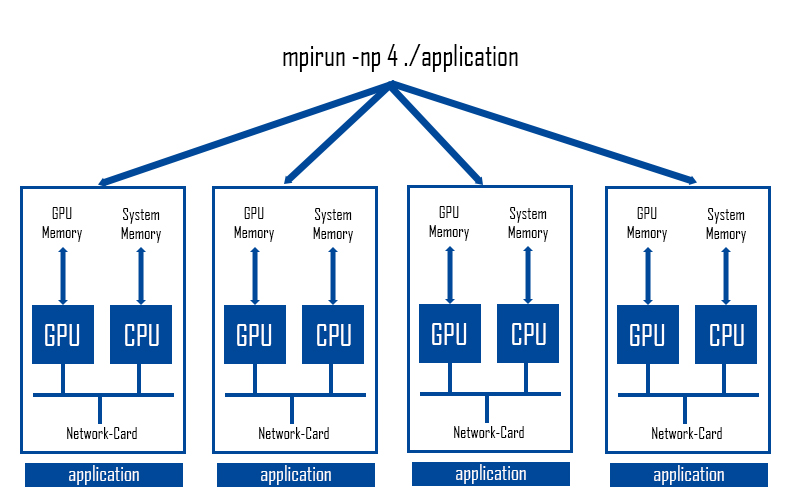 mpirun -np 4 ./application
GPU Memory
System Memory
GPU
CPU
Network-Card
application
GPU Memory
System Memory
GPU
CPU
Network-Card
application
GPU Memory
System Memory
GPU
CPU
Network-Card
application
GPU Memory
System Memory
GPU
CPU
Network-Card
application